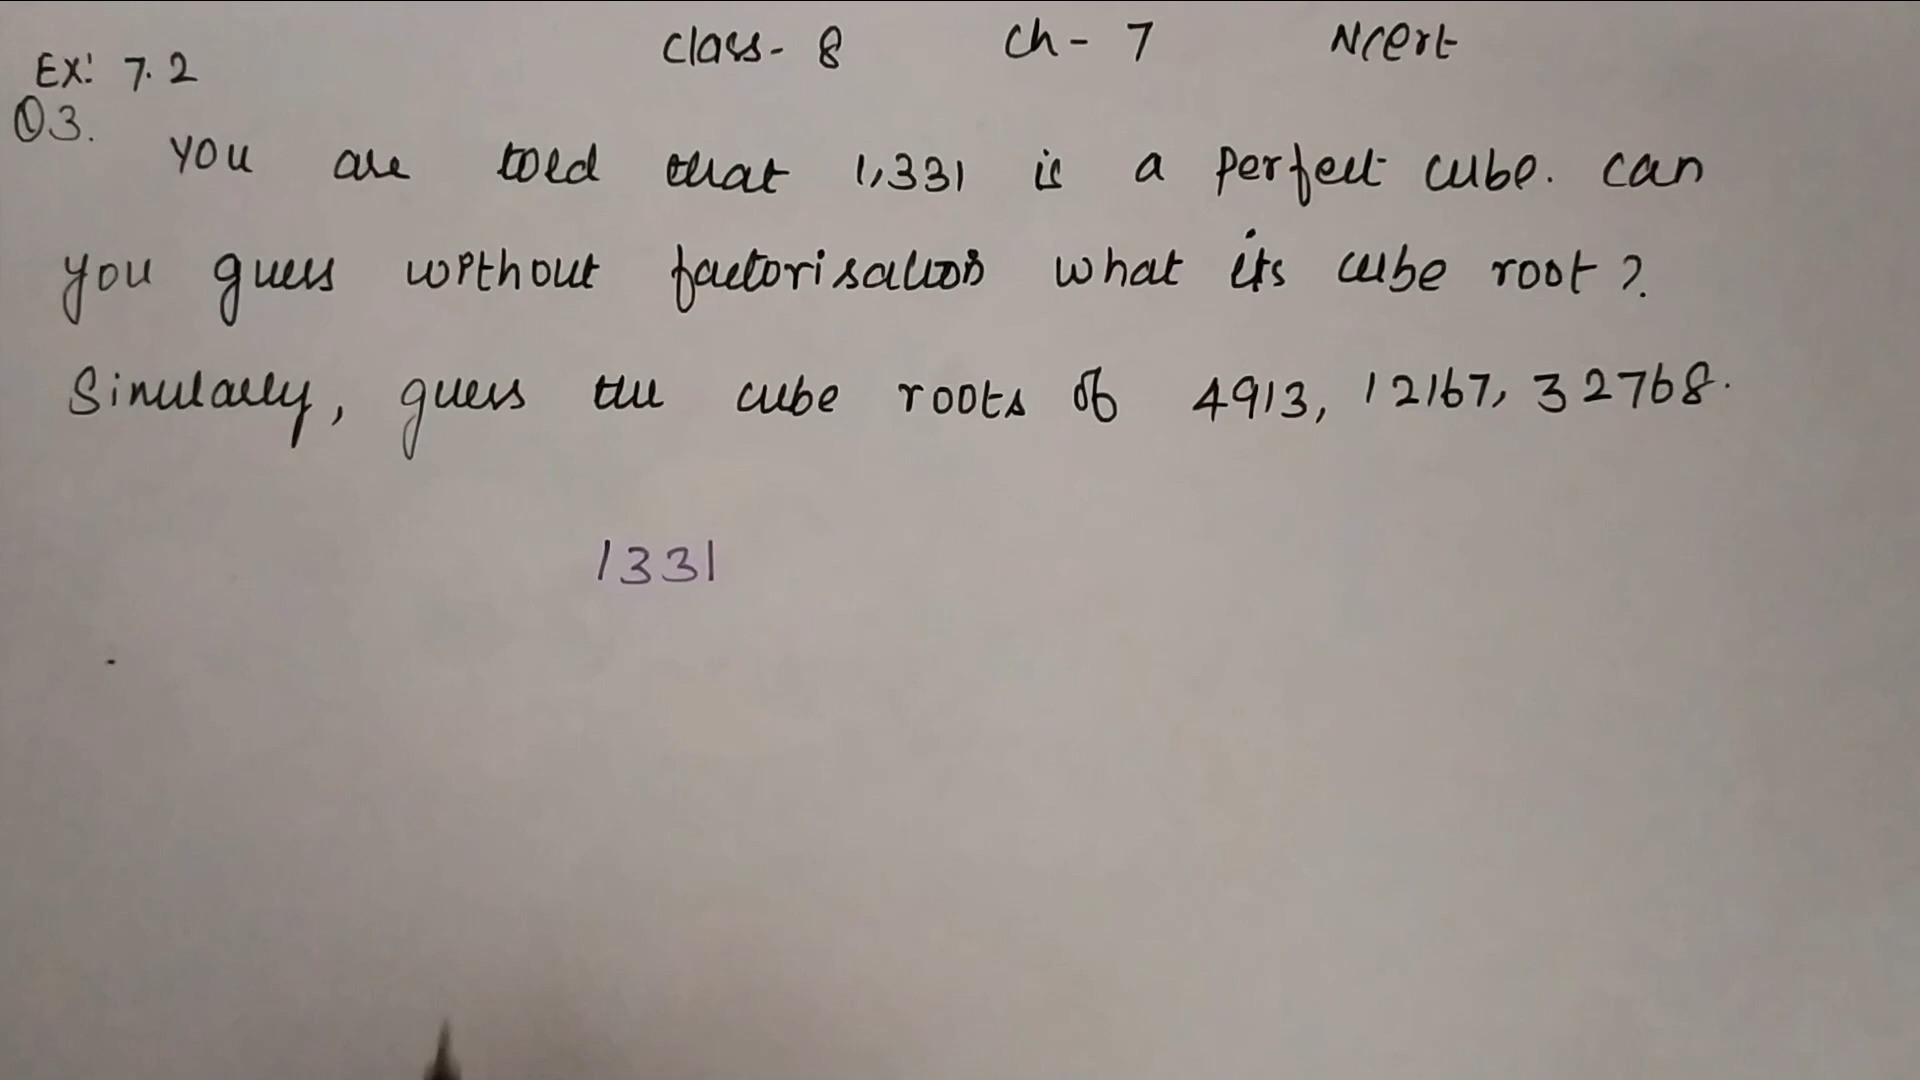 Class- 8 Ch- 7 Ncert
Ex: 7.2
Q3.
You are told that 1,331 is a perfect cube. can
you guess without factorisation what its cube root?
Similarly, guess the cube roots of 4913, 12167, 32768.
1331